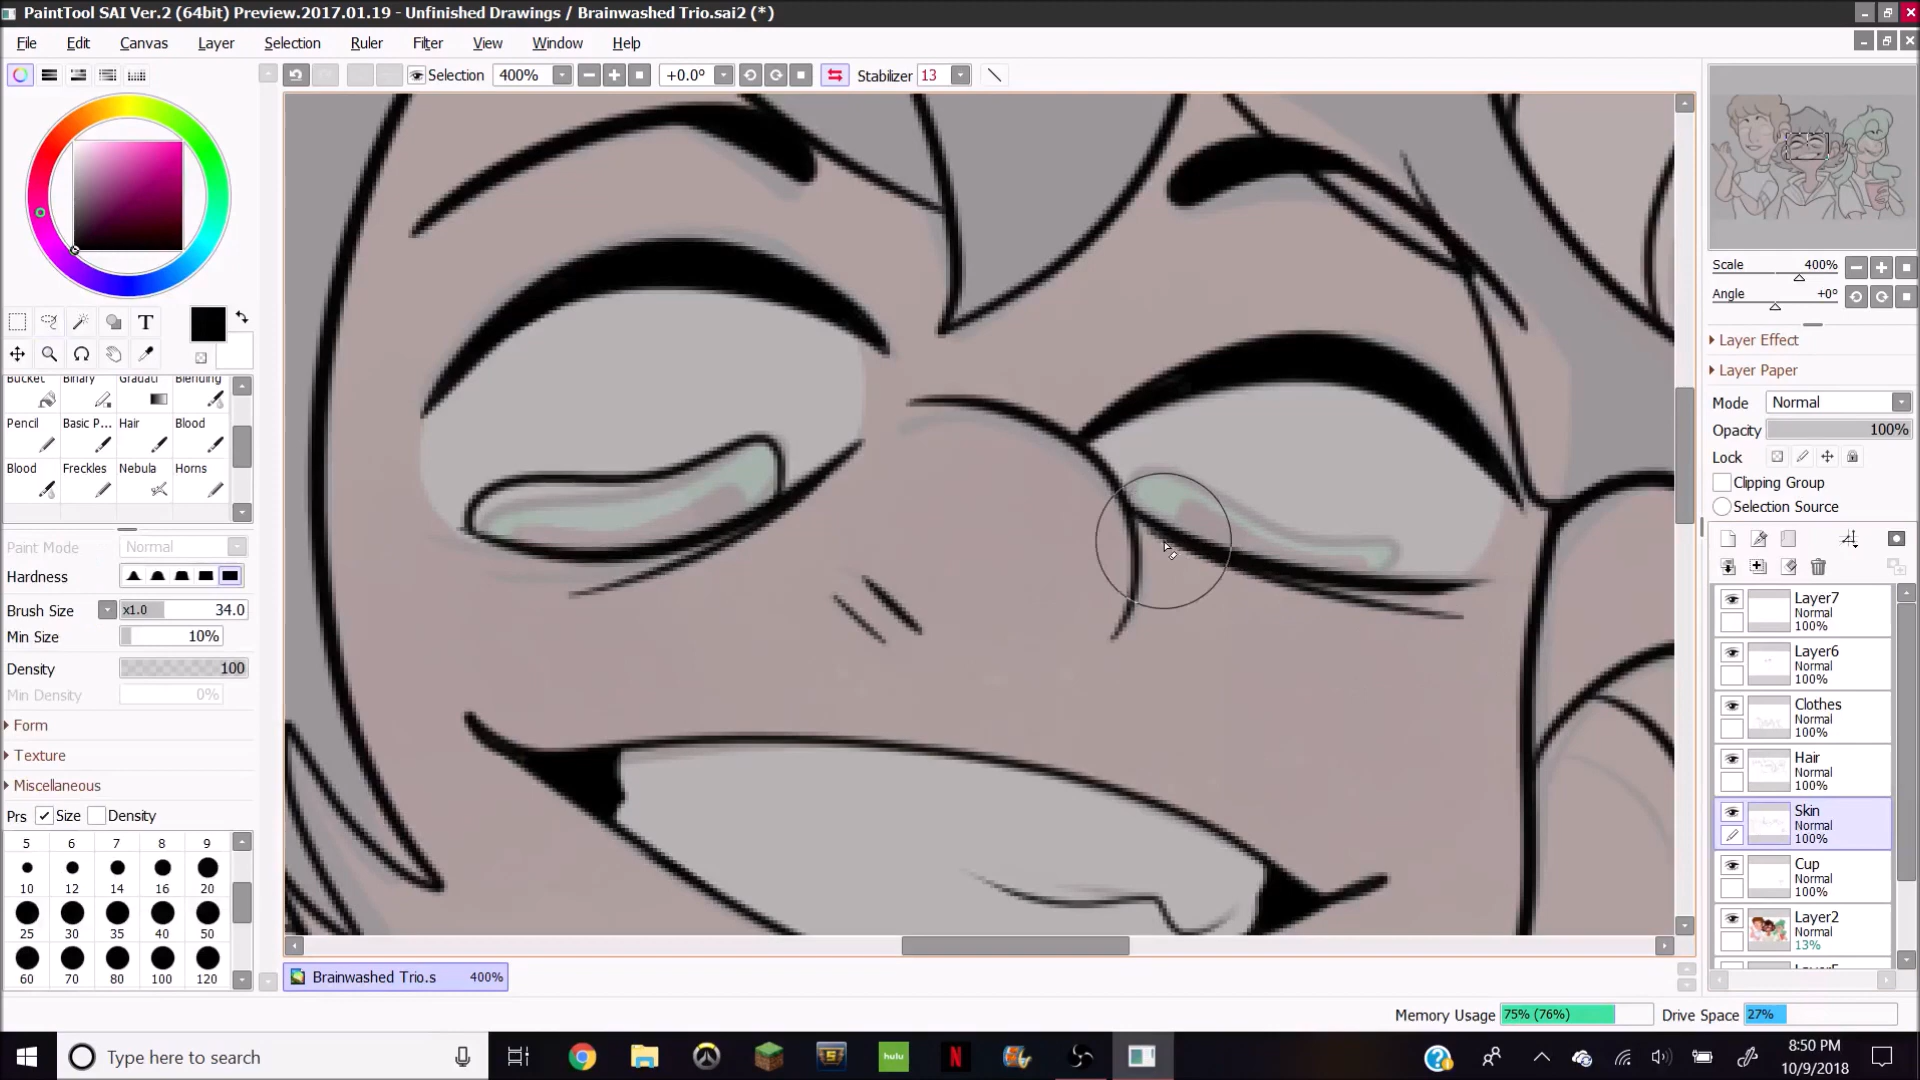 PaintTool SAI Ver.2 (64bit) Preview.2017.01.19 - Unfinished Drawings / Brainwashed Trio.sai2 (*)
File Edit Canvas Layer Selection Ruler Filter View Window Help
Selection 400% +0.0º Stabilizer 13
T
Bucket Binary Gradati Blending
Pencil Basic P... Hair Blood
Blood Freckles Nebula Horns
Paint Mode Normal
Hardness
Brush Size x1.0 34.0
Min Size 10%
Density 100
Min Density 0%
Form
Texture
Miscellaneous
Prs Size Density
5 6 7 8 9
10 12 14 16 20
25 30 35 40 50
60 70 80 100 120
Scale 400%
Angle +0º
Layer Effect
Layer Paper
Mode Normal
Opacity 100%
Lock
Clipping Group
Selection Source
Layer7
Normal
100%
Layer6
Normal
100%
Clothes
Normal
100%
Hair
Normal
100%
Skin
Normal
100%
Cup
Normal
100%
Layer2
Normal
13%
Brainwashed Trio.s 400%
Memory Usage 75% (76%) Drive Space 27%
Type here to search
hulu
N
8:50 PM
10/9/2018